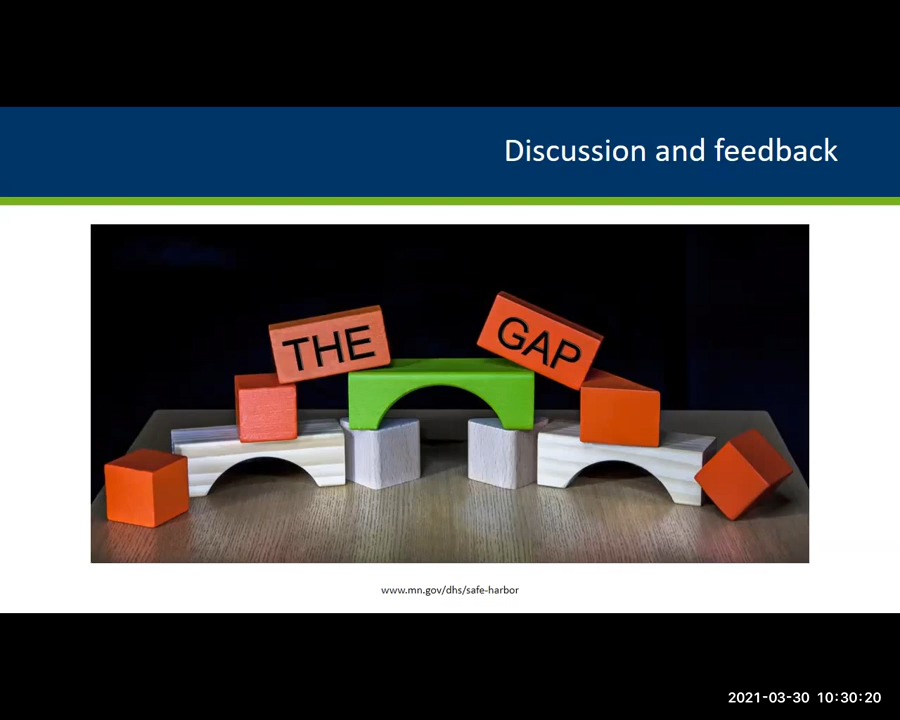 Discussion and feedback
THE GAP
www.mn.gov/dhs/safe-harbor
2021-03-30 10:30:20